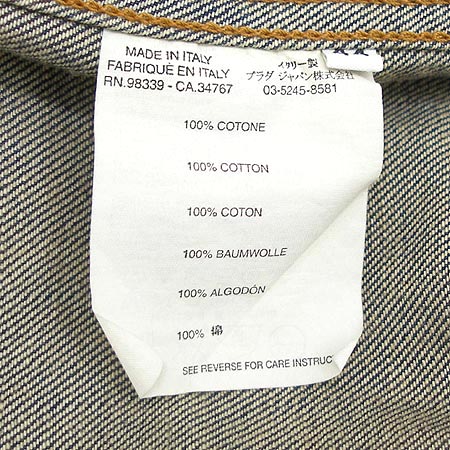 MADE IN ITALY
FABRIQUÉ EN ITALY
RN.98339 - CA.34767
イタリー製
プラダ ジャパン株式会社
03-5245-8581
100% COTONE
100% COTTON
100% COTON
100% BAUMWOLLE
100% ALGODÓN
100% 綿
SEE REVERSE FOR CARE INSTRUC